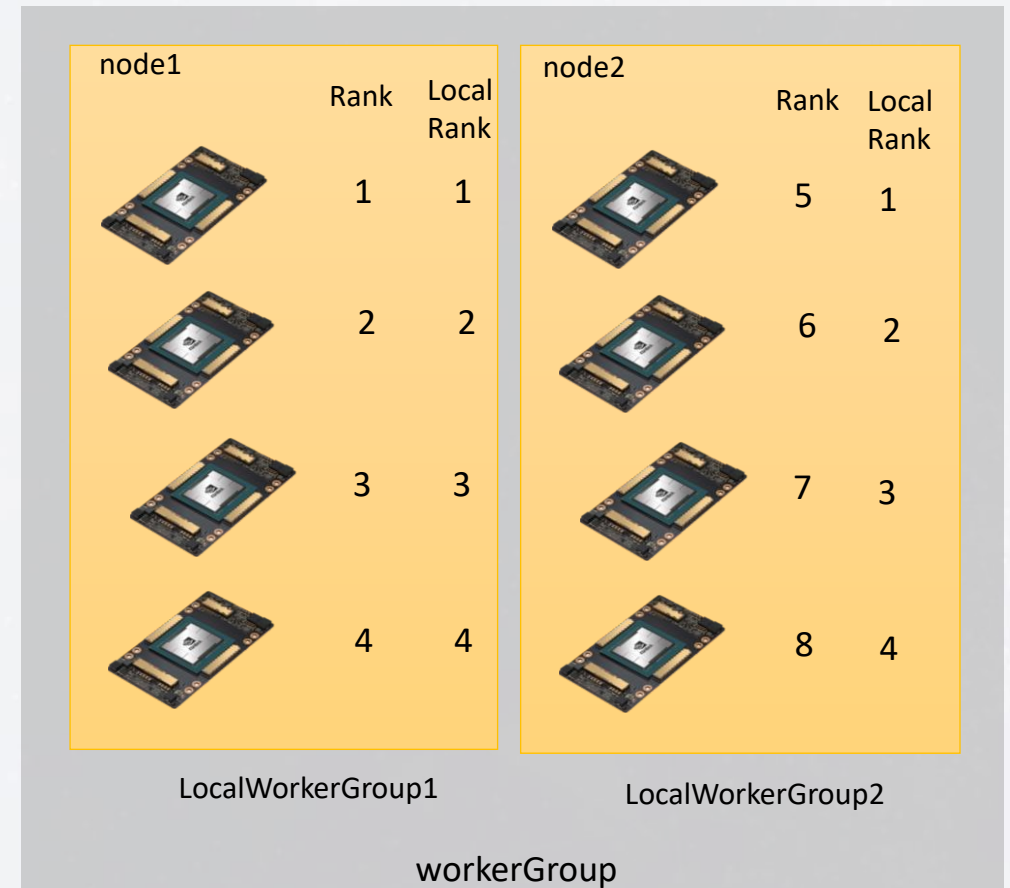 node1
Rank
Local
Rank
1 1
2 2
3 3
4 4
node2
Rank
Local
Rank
5 1
6 2
7 3
8 4
LocalWorkerGroup1
LocalWorkerGroup2
workerGroup